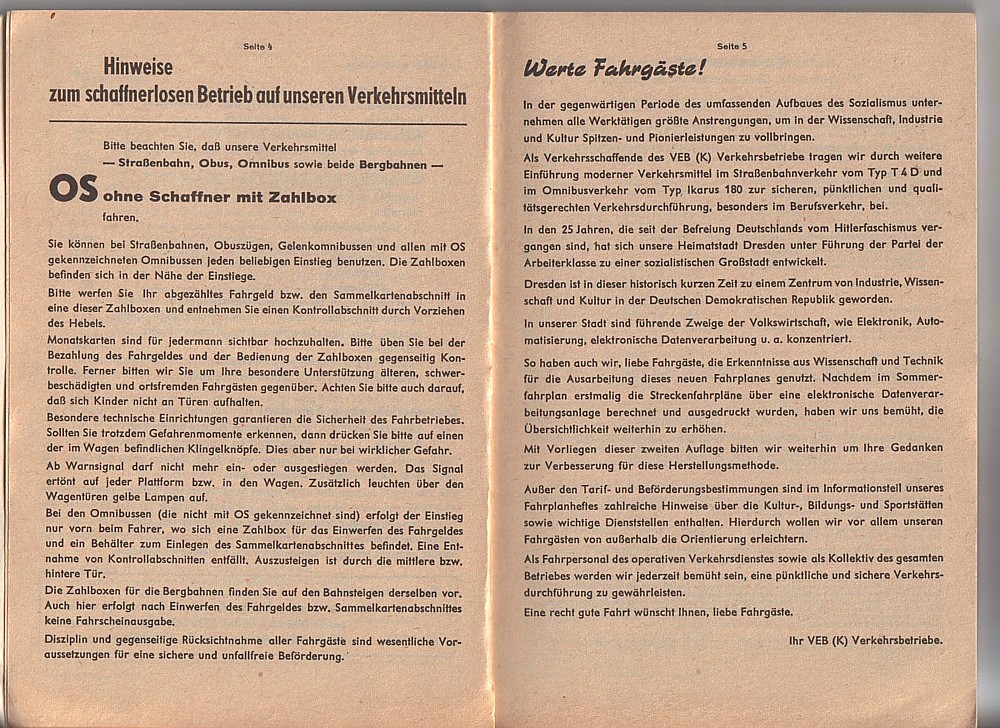 Seite 4
Hinweise
zum schaffnerlosen Betrieb auf unseren Verkehrsmitteln
Bitte beachten Sie, daß unsere Verkehrsmittel
— Straßenbahn, Obus, Omnibus sowie beide Bergbahnen —
OS ohne Schaffner mit Zahlbox
fahren.
Sie können bei Straßenbahnen, Obuszügen, Gelenkomnibussen und allen mit OS
gekennzeichneten Omnibussen jeden beliebigen Einstieg benutzen. Die Zahlboxen
befinden sich in der Nähe der Einstiege.
Bitte werfen Sie Ihr abgezähltes Fahrgeld bzw. den Sammelkartenabschnitt in
eine dieser Zahlboxen und entnehmen Sie einen Kontrollabschnitt durch Vorziehen
des Hebels.
Monatskarten sind für jedermann sichtbar hochzuhalten. Bitte üben Sie bei der
Bezahlung des Fahrgeldes und der Bedienung der Zahlboxen gegenseitig Kon-
trolle. Ferner bitten wir Sie um Ihre besondere Unterstützung älteren, schwer-
beschädigten und ortsfremden Fahrgästen gegenüber. Achten Sie bitte auch darauf,
daß sich Kinder nicht an Türen aufhalten.
Besondere technische Einrichtungen garantieren die Sicherheit des Fahrbetriebes.
Sollten Sie trotzdem Gefahrenmomente erkennen, dann drücken Sie bitte auf einen
der im Wagen befindlichen Klingelknöpfe. Dies aber nur bei wirklicher Gefahr.
Ab Warnsignal darf nicht mehr ein- oder ausgestiegen werden. Das Signal
ertönt auf jeder Plattform bzw. in den Wagen. Zusätzlich leuchten über den
Wagentüren gelbe Lampen auf.
Bei den Omnibussen (die nicht mit OS gekennzeichnet sind) erfolgt der Einstieg
nur vorn beim Fahrer, wo sich eine Zahlbox für das Einwerfen des Fahrgeldes
und ein Behälter zum Einlegen des Sammelkartenabschnittes befindet. Eine Ent-
nahme von Kontrollabschnitten entfällt. Auszusteigen ist durch die mittlere bzw.
hintere Tür.
Die Zahlboxen für die Bergbahnen finden Sie auf den Bahnsteigen derselben vor.
Auch hier erfolgt nach Einwerfen des Fahrgeldes bzw. Sammelkartenabschnittes
keine Fahrscheinausgabe.
Disziplin und gegenseitige Rücksichtnahme aller Fahrgäste sind wesentliche Vor-
aussetzungen für eine sichere und unfallfreie Beförderung.
Seite 5
Werte Fahrgäste!
In der gegenwärtigen Periode des umfassenden Aufbaues des Sozialismus unter-
nehmen alle Werktätigen größte Anstrengungen, um in der Wissenschaft, Industrie
und Kultur Spitzen- und Pionierleistungen zu vollbringen.
Als Verkehrsschaffende des VEB (K) Verkehrsbetriebe tragen wir durch weitere
Einführung moderner Verkehrsmittel im Straßenbahnverkehr vom Typ T 4 D und
im Omnibusverkehr vom Typ Ikarus 180 zur sicheren, pünktlichen und quali-
tätsgerechten Verkehrsdurchführung, besonders im Berufsverkehr, bei.
In den 25 Jahren, die seit der Befreiung Deutschlands vom Hitlerfaschismus ver-
gangen sind, hat sich unsere Heimatstadt Dresden unter Führung der Partei der
Arbeiterklasse zu einer sozialistischen Großstadt entwickelt.
Dresden ist in dieser historisch kurzen Zeit zu einem Zentrum von Industrie, Wissen-
schaft und Kultur in der Deutschen Demokratischen Republik geworden.
In unserer Stadt sind führende Zweige der Volkswirtschaft, wie Elektronik, Auto-
matisierung, elektronische Datenverarbeitung u. a. konzentriert.
So haben auch wir, liebe Fahrgäste, die Erkenntnisse aus Wissenschaft und Technik
für die Ausarbeitung dieses neuen Fahrplanes genutzt. Nachdem im Sommer-
fahrplan erstmalig die Streckenfahrpläne über eine elektronische Datenverar-
beitungsanlage berechnet und ausgedruckt wurden, haben wir uns bemüht, die
Übersichtlichkeit weiterhin zu erhöhen.
Mit Vorliegen dieser zweiten Auflage bitten wir weiterhin um Ihre Gedanken
zur Verbesserung für diese Herstellungsmethode.
Außer den Tarif- und Beförderungsbestimmungen sind im Informationsteil unseres
Fahrplanheftes zahlreiche Hinweise über die Kultur-, Bildungs- und Sportstätten
sowie wichtige Dienststellen enthalten. Hierdurch wollen wir vor allem unseren
Fahrgästen von außerhalb die Orientierung erleichtern.
Als Fahrpersonal des operativen Verkehrsdienstes sowie als Kollektiv des gesamten
Betriebes werden wir jederzeit bemüht sein, eine pünktliche und sichere Verkehrs-
durchführung zu gewährleisten.
Eine recht gute Fahrt wünscht Ihnen, liebe Fahrgäste.
Ihr VEB (K) Verkehrsbetriebe.